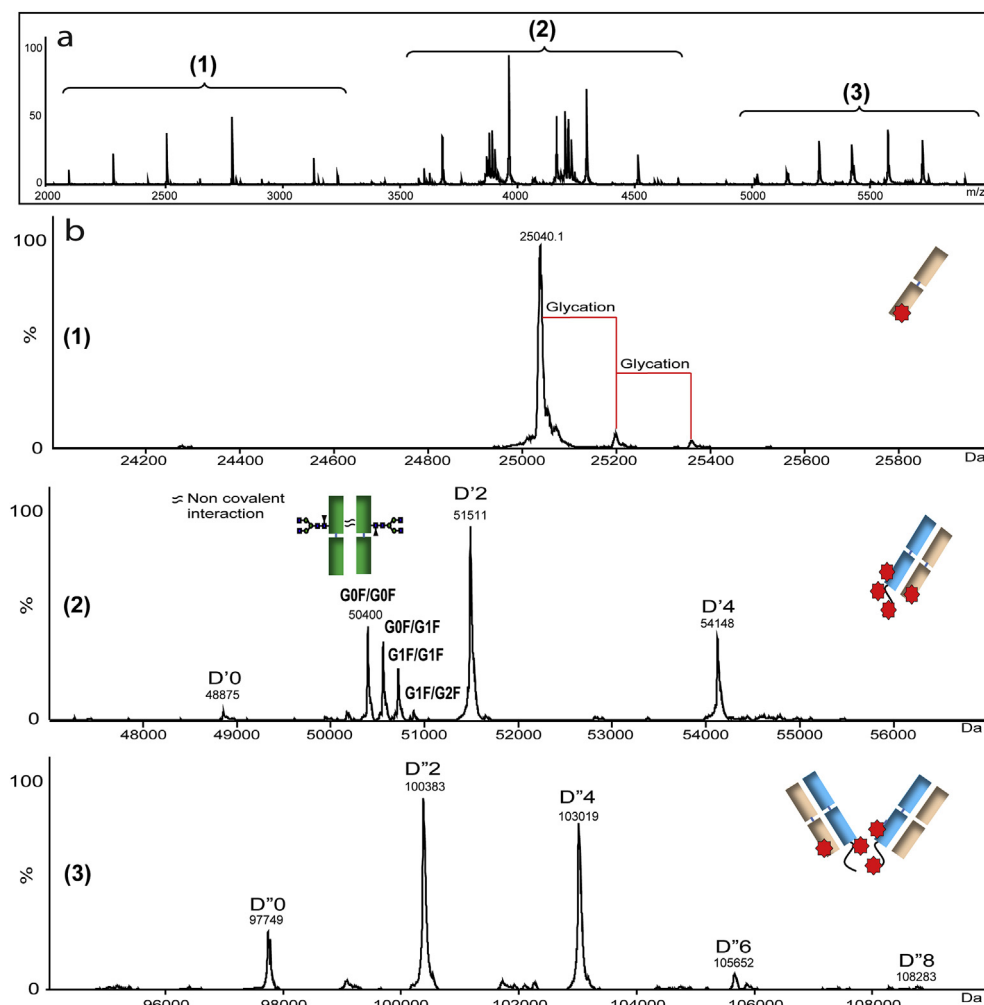 a
(1)
(2)
(3)
100
50
0
2000
2500
3000
3500
4000
4500
5000
5500
m/z
b
100
25040.1
Glycation
Glycation
(1)
%
0
24200 24400 24600 24800 25000 25200 25400 25600 25800 Da
≈ Non covalent
interaction
D'2
51511
100
G0F/G0F
50400
G0F/G1F
G1F/G1F
G1F/G2F
D'4
54148
(2)
%
D'0
48875
0
48000 49000 50000 51000 52000 53000 54000 55000 56000 Da
100
D"2
100383
D"4
103019
(3)
%
D"0
97749
D"6
105652
D"8
108283
0
96000 98000 100000 102000 104000 106000 108000 Da